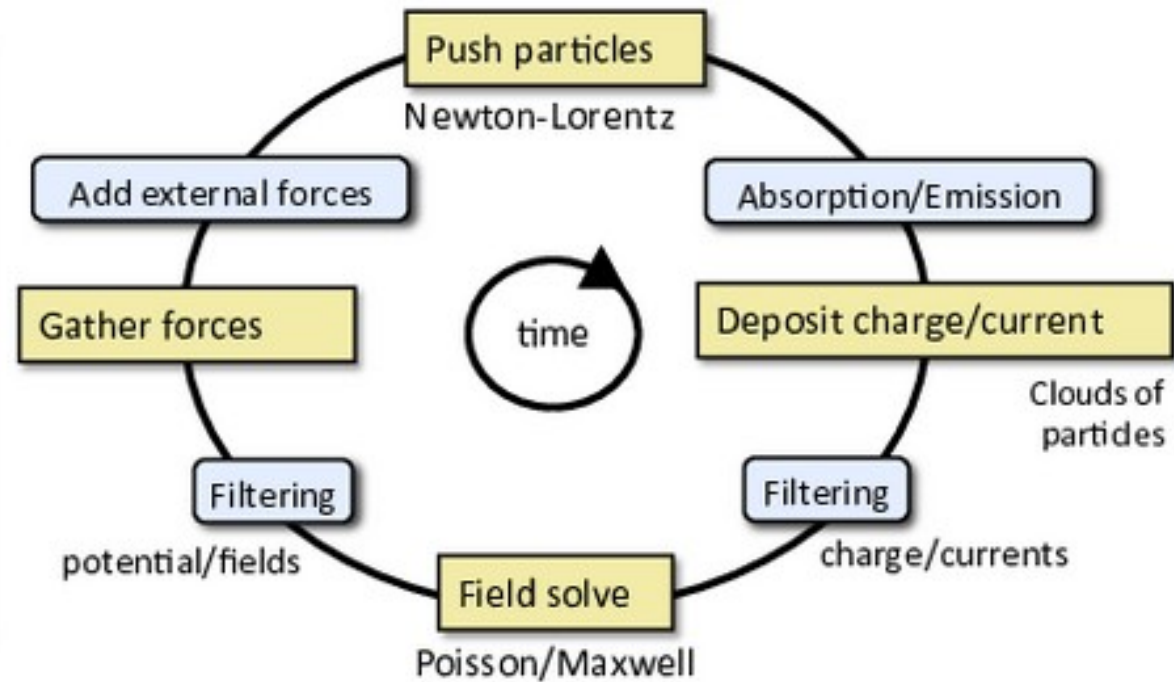 Push particles
Newton-Lorentz
Add external forces
Absorption/Emission
Gather forces
time
Deposit charge/current
Clouds of
particles
Filtering
potential/fields
Filtering
charge/currents
Field solve
Poisson/Maxwell